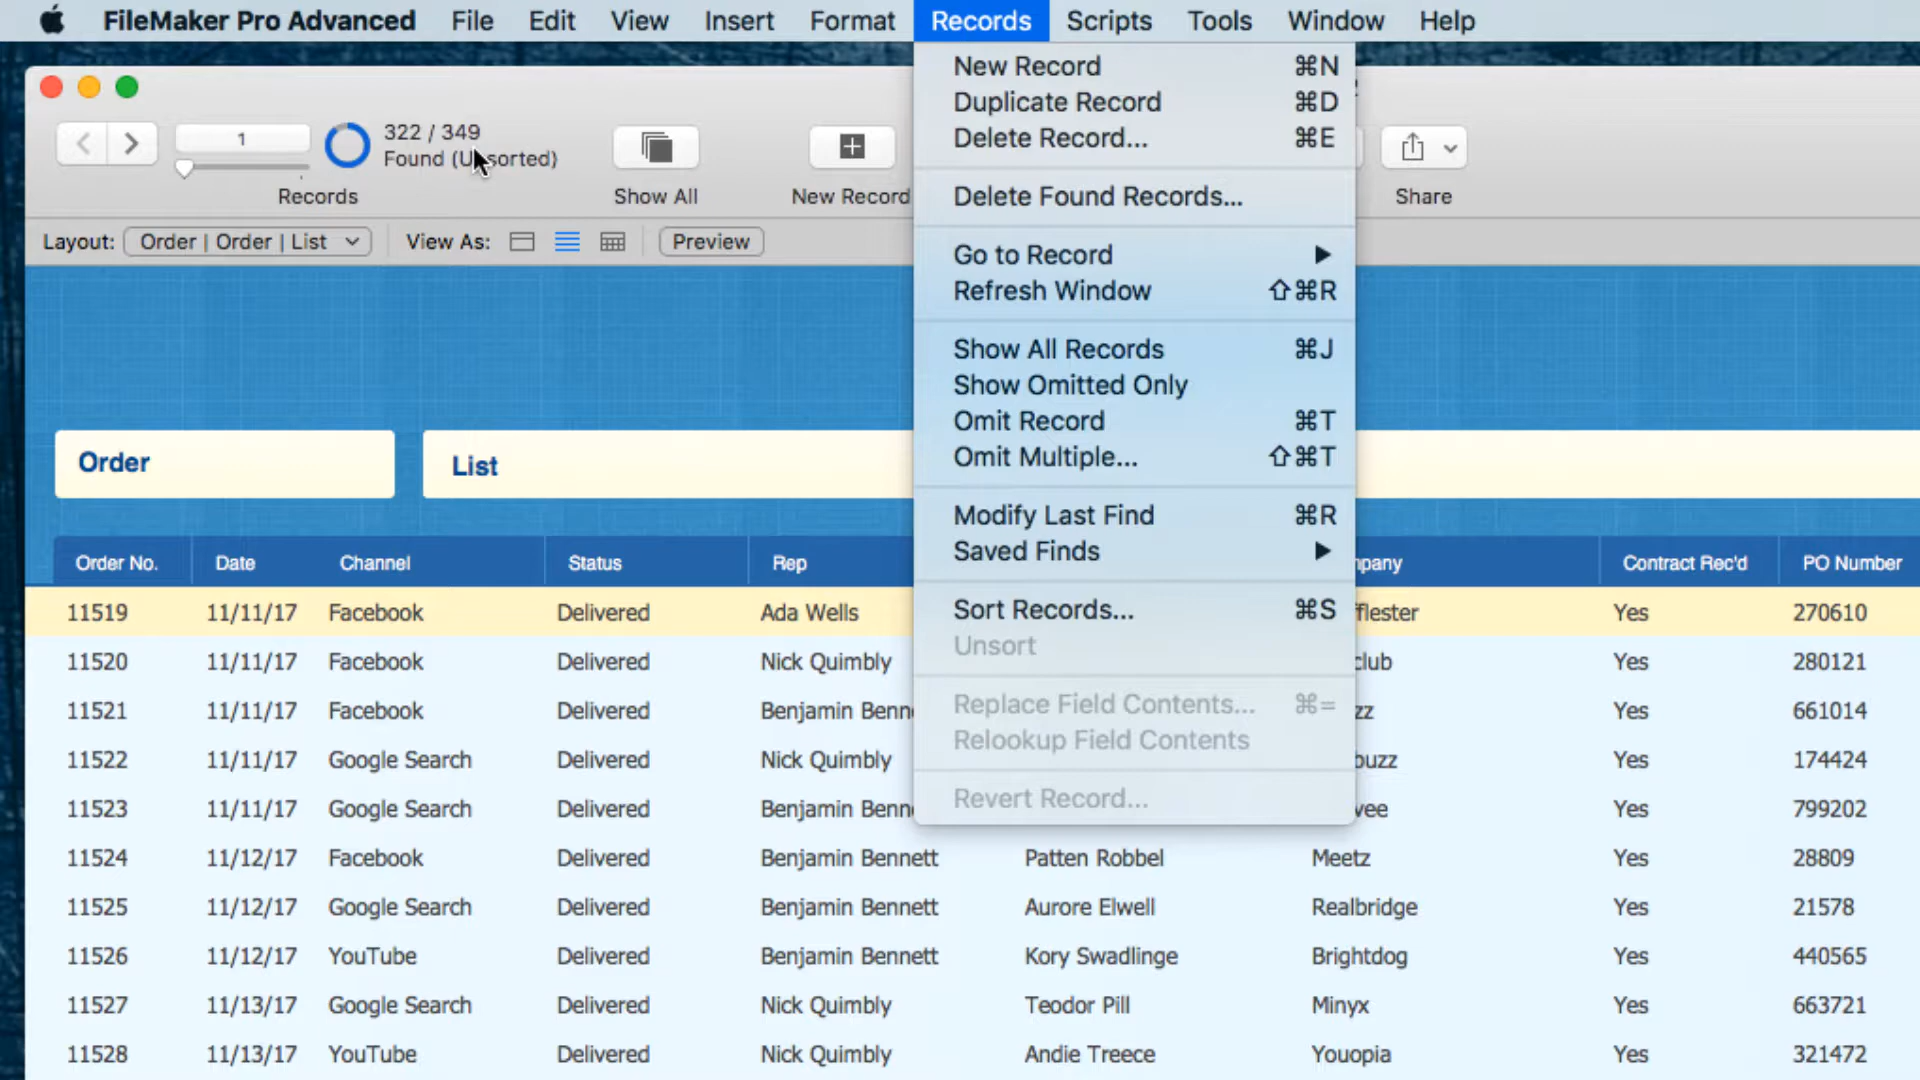 FileMaker Pro Advanced File Edit View Insert Format Records Scripts Tools Window Help
New Record ⌘N
Duplicate Record ⌘D
Delete Record... ⌘E
Delete Found Records...
Go to Record
Refresh Window ⇧⌘R
Show All Records ⌘J
Show Omitted Only
Omit Record ⌘T
Omit Multiple... ⇧⌘T
Modify Last Find ⌘R
Saved Finds
Sort Records... ⌘S
Unsort
Replace Field Contents... ⌘=
Relookup Field Contents
Revert Record...
1
322 / 349
Found (Unsorted)
Records Show All New Record Share
Layout: Order | Order | List View As: Preview
Order List
Order No. Date Channel Status Rep Contract Rec'd PO Number
11519 11/11/17 Facebook Delivered Ada Wells Yes 270610
11520 11/11/17 Facebook Delivered Nick Quimbly Yes 280121
11521 11/11/17 Facebook Delivered Benjamin Yes 661014
11522 11/11/17 Google Search Delivered Nick Quimbly Yes 174424
11523 11/11/17 Google Search Delivered Benjamin Yes 799202
11524 11/12/17 Facebook Delivered Benjamin Bennett Patten Robbel Meetz Yes 28809
11525 11/12/17 Google Search Delivered Benjamin Bennett Aurore Elwell Realbridge Yes 21578
11526 11/12/17 YouTube Delivered Benjamin Bennett Kory Swadlinge Brightdog Yes 440565
11527 11/13/17 Google Search Delivered Nick Quimbly Teodor Pill Minyx Yes 663721
11528 11/13/17 YouTube Delivered Nick Quimbly Andie Treece Youopia Yes 321472